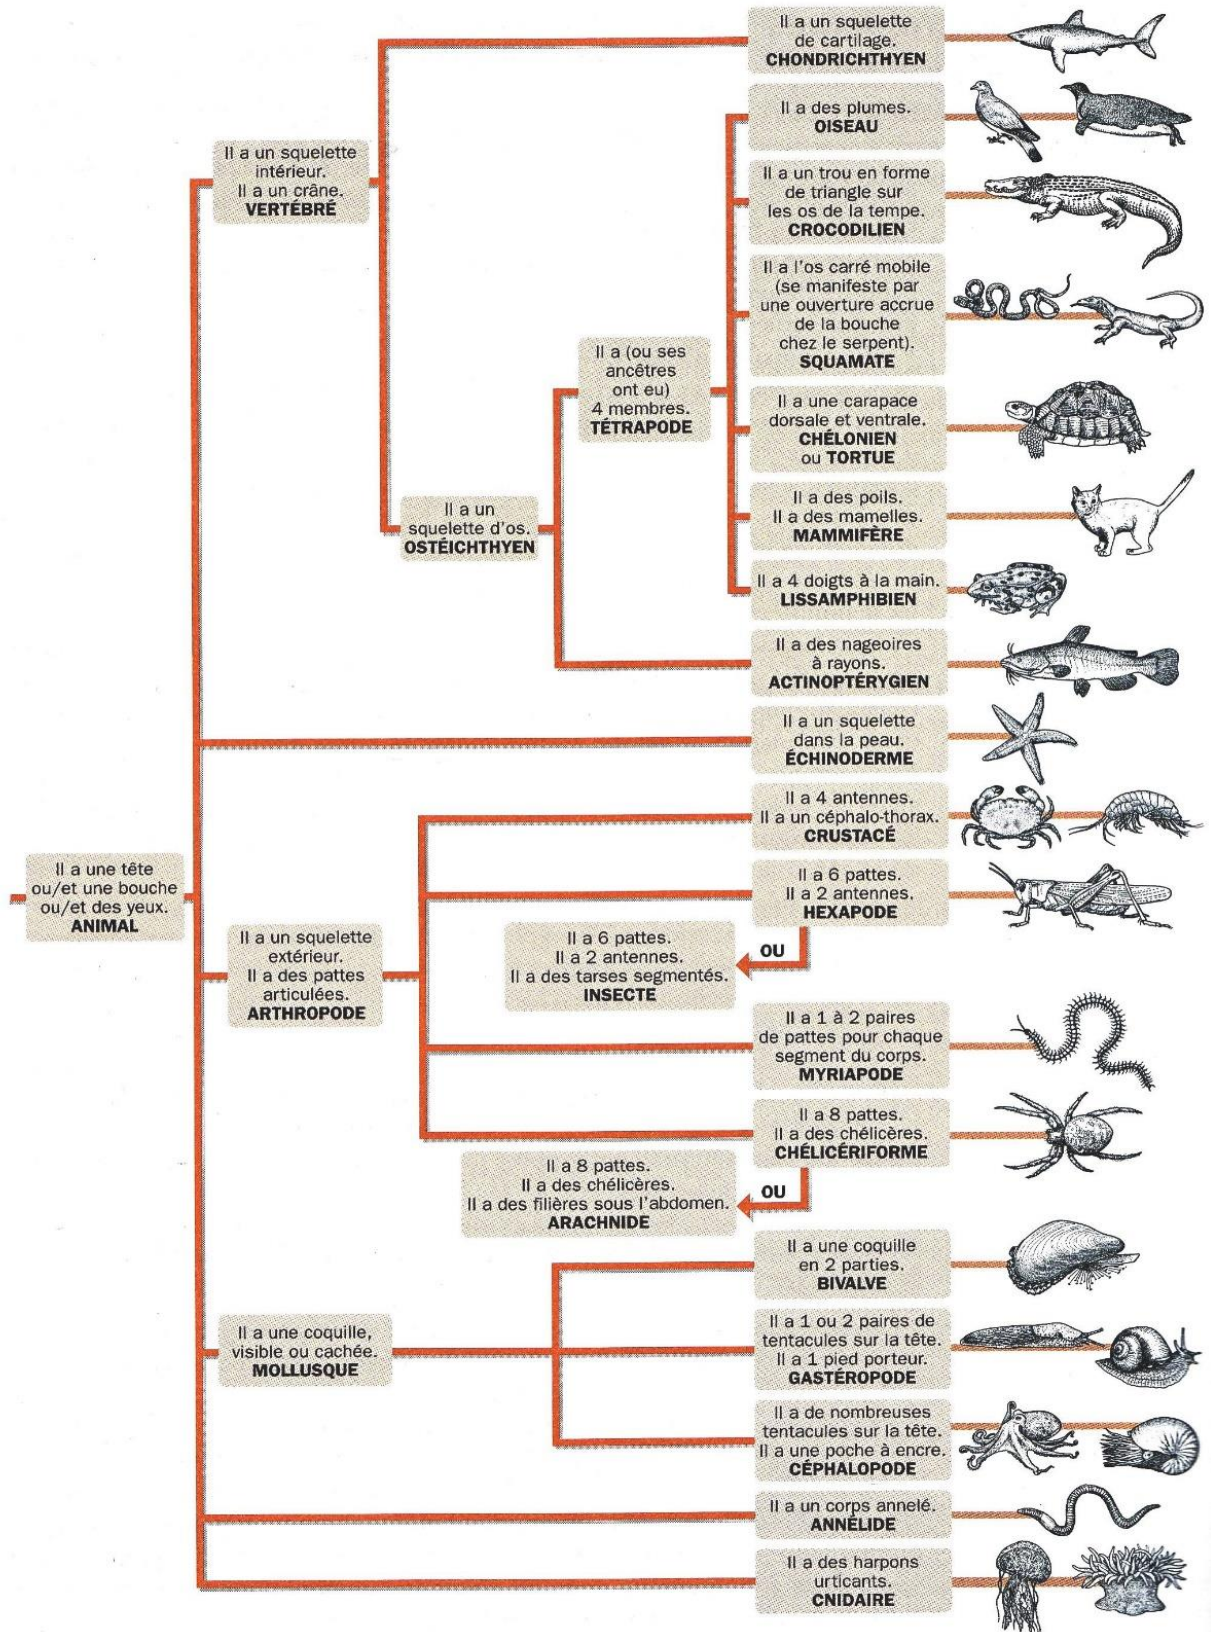 Il a un squelette
de cartilage.
CHONDRICHTHYEN
Il a des plumes.
OISEAU
Il a un squelette
intérieur.
Il a un crâne.
VERTÉBRÉ
Il a un trou en forme
de triangle sur
les os de la tempe.
CROCODILIEN
Il a l'os carré mobile
(se manifeste par
une ouverture accrue
de la bouche
chez le serpent).
SQUAMATE
Il a (ou ses
ancêtres
ont eu)
4 membres.
TÉTRAPODE
Il a une carapace
dorsale et ventrale.
CHÉLONIEN
ou TORTUE
Il a des poils.
Il a des mamelles.
MAMMIFÈRE
Il a un
squelette d'os.
OSTÉICHTHYEN
Il a 4 doigts à la main.
LISSAMPHIBIEN
Il a des nageoires
à rayons.
ACTINOPTÉRYGIEN
Il a un squelette
dans la peau.
ÉCHINODERME
Il a 4 antennes.
Il a un céphalo-thorax.
CRUSTACÉ
Il a une tête
ou/et une bouche
ou/et des yeux.
ANIMAL
Il a 6 pattes.
Il a 2 antennes.
HEXAPODE
Il a un squelette
extérieur.
Il a des pattes
articulées.
ARTHROPODE
OU
Il a 6 pattes.
Il a 2 antennes.
Il a des tarses segmentés.
INSECTE
Il a 1 à 2 paires
de pattes pour chaque
segment du corps.
MYRIAPODE
Il a 8 pattes.
Il a des chélicères.
CHÉLICÉRIFORME
OU
Il a 8 pattes.
Il a des chélicères.
Il a des filières sous l'abdomen.
ARACHNIDE
Il a une coquille
en 2 parties.
BIVALVE
Il a une coquille,
visible ou cachée.
MOLLUSQUE
Il a 1 ou 2 paires de
tentacules sur la tête.
Il a 1 pied porteur.
GASTÉROPODE
Il a de nombreuses
tentacules sur la tête.
Il a une poche à encre.
CÉPHALOPODE
Il a un corps annelé.
ANNÉLIDE
Il a des harpons
urticants.
CNIDAIRE